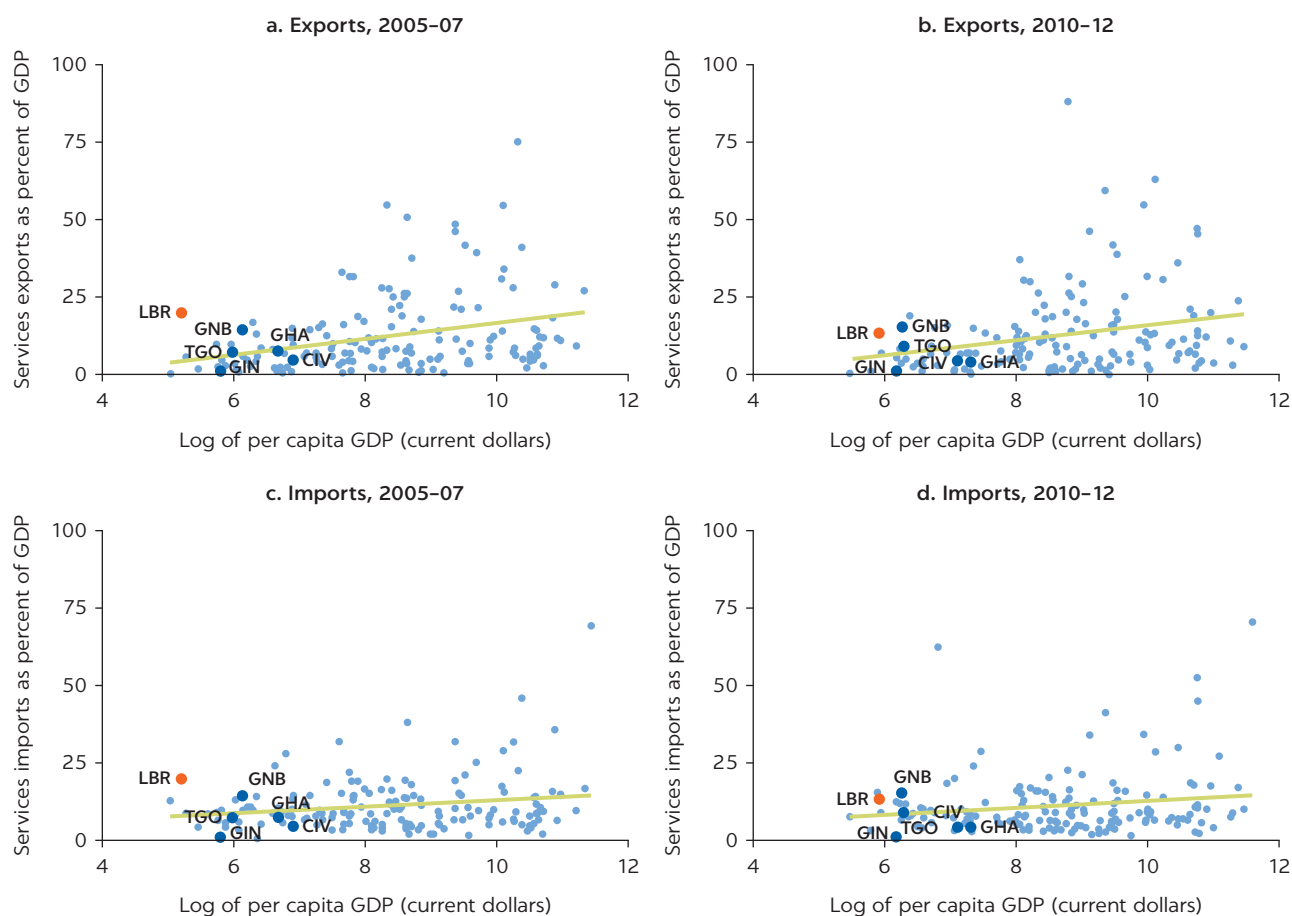 a. Exports, 2005–07
Services exports as percent of GDP
100
75
50
25
0
LBR
GNB
GHA
TGO
GIN
CIV
4
6
8
10
12
Log of per capita GDP (current dollars)
b. Exports, 2010–12
Services exports as percent of GDP
100
75
50
25
0
LBR
GNB
TGO
GIN
CIV
GHA
4
6
8
10
12
Log of per capita GDP (current dollars)
c. Imports, 2005–07
Services imports as percent of GDP
100
75
50
25
0
LBR
GNB
GHA
TGO
GIN
CIV
4
6
8
10
12
Log of per capita GDP (current dollars)
d. Imports, 2010–12
Services imports as percent of GDP
100
75
50
25
0
GNB
LBR
CIV
GIN
TGO
GHA
4
6
8
10
12
Log of per capita GDP (current dollars)